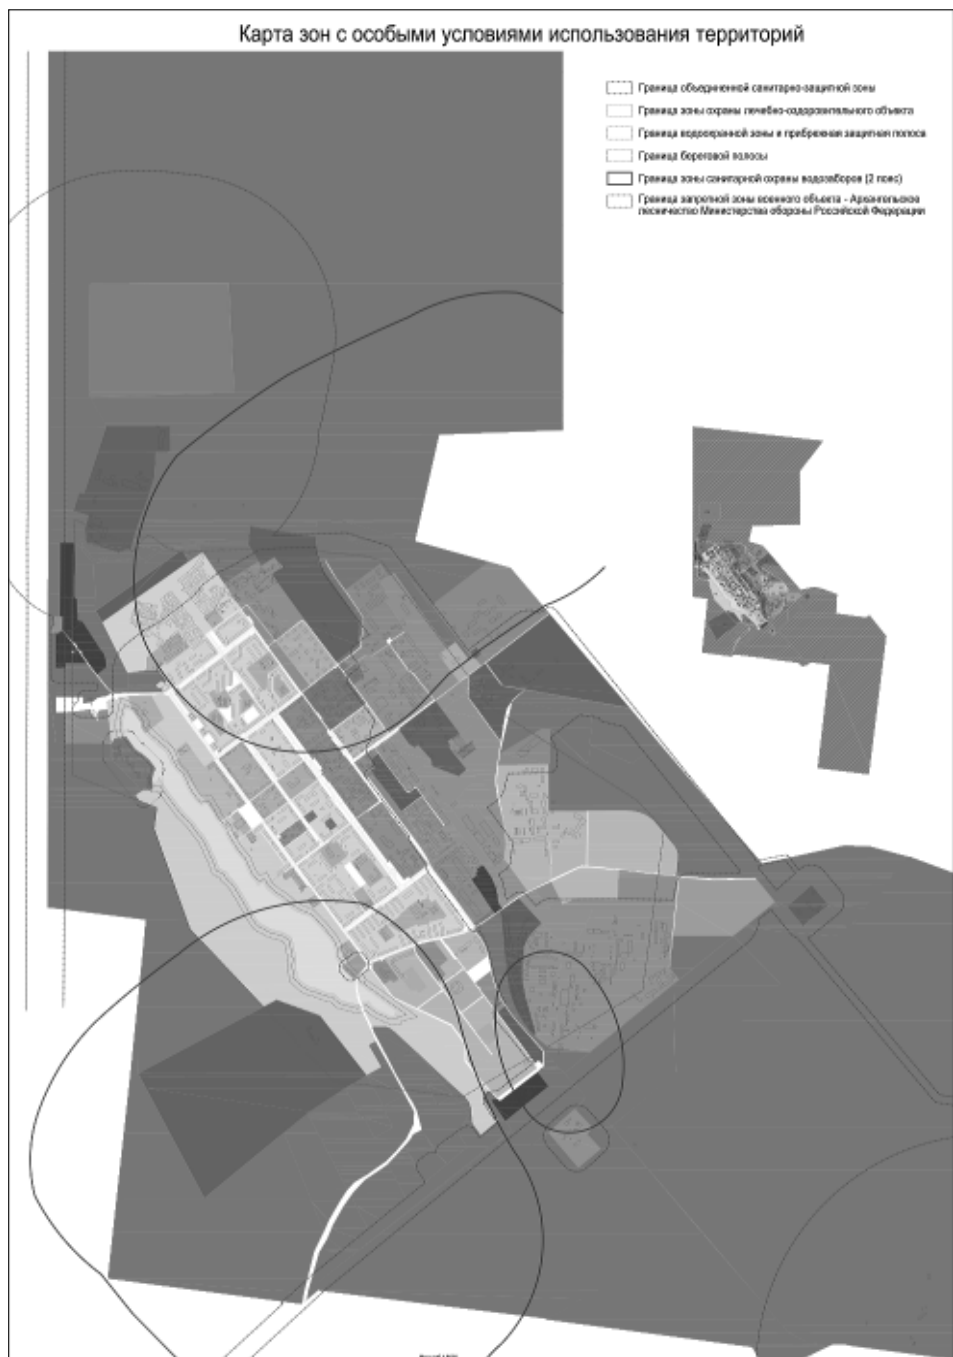 Карта зон с особыми условиями использования территорий
Граница объединенной санитарно-защитной зоны
Граница зоны охраны лечебно-оздоровительного объекта
Граница водоохранной зоны и прибрежная защитная полоса
Граница береговой полосы
Граница зоны санитарной охраны водозаборов (2 пояс)
Граница запретной зоны военного объекта - Архангельское
лесничество Министерства обороны Российской Федерации